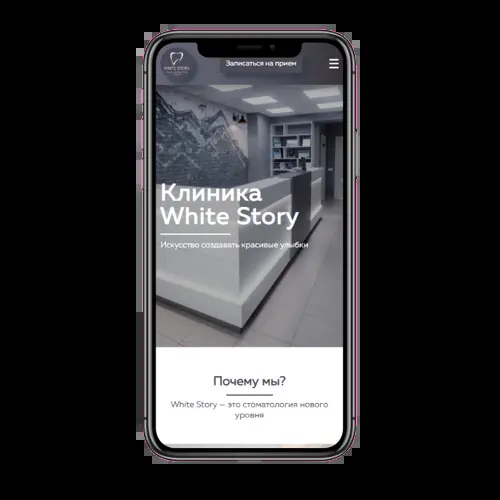 WHITE STORY
Записаться на прием
Клиника
White Story
Искусство создавать красивые улыбки
Почему мы?
White Story – это стоматология нового
уровня